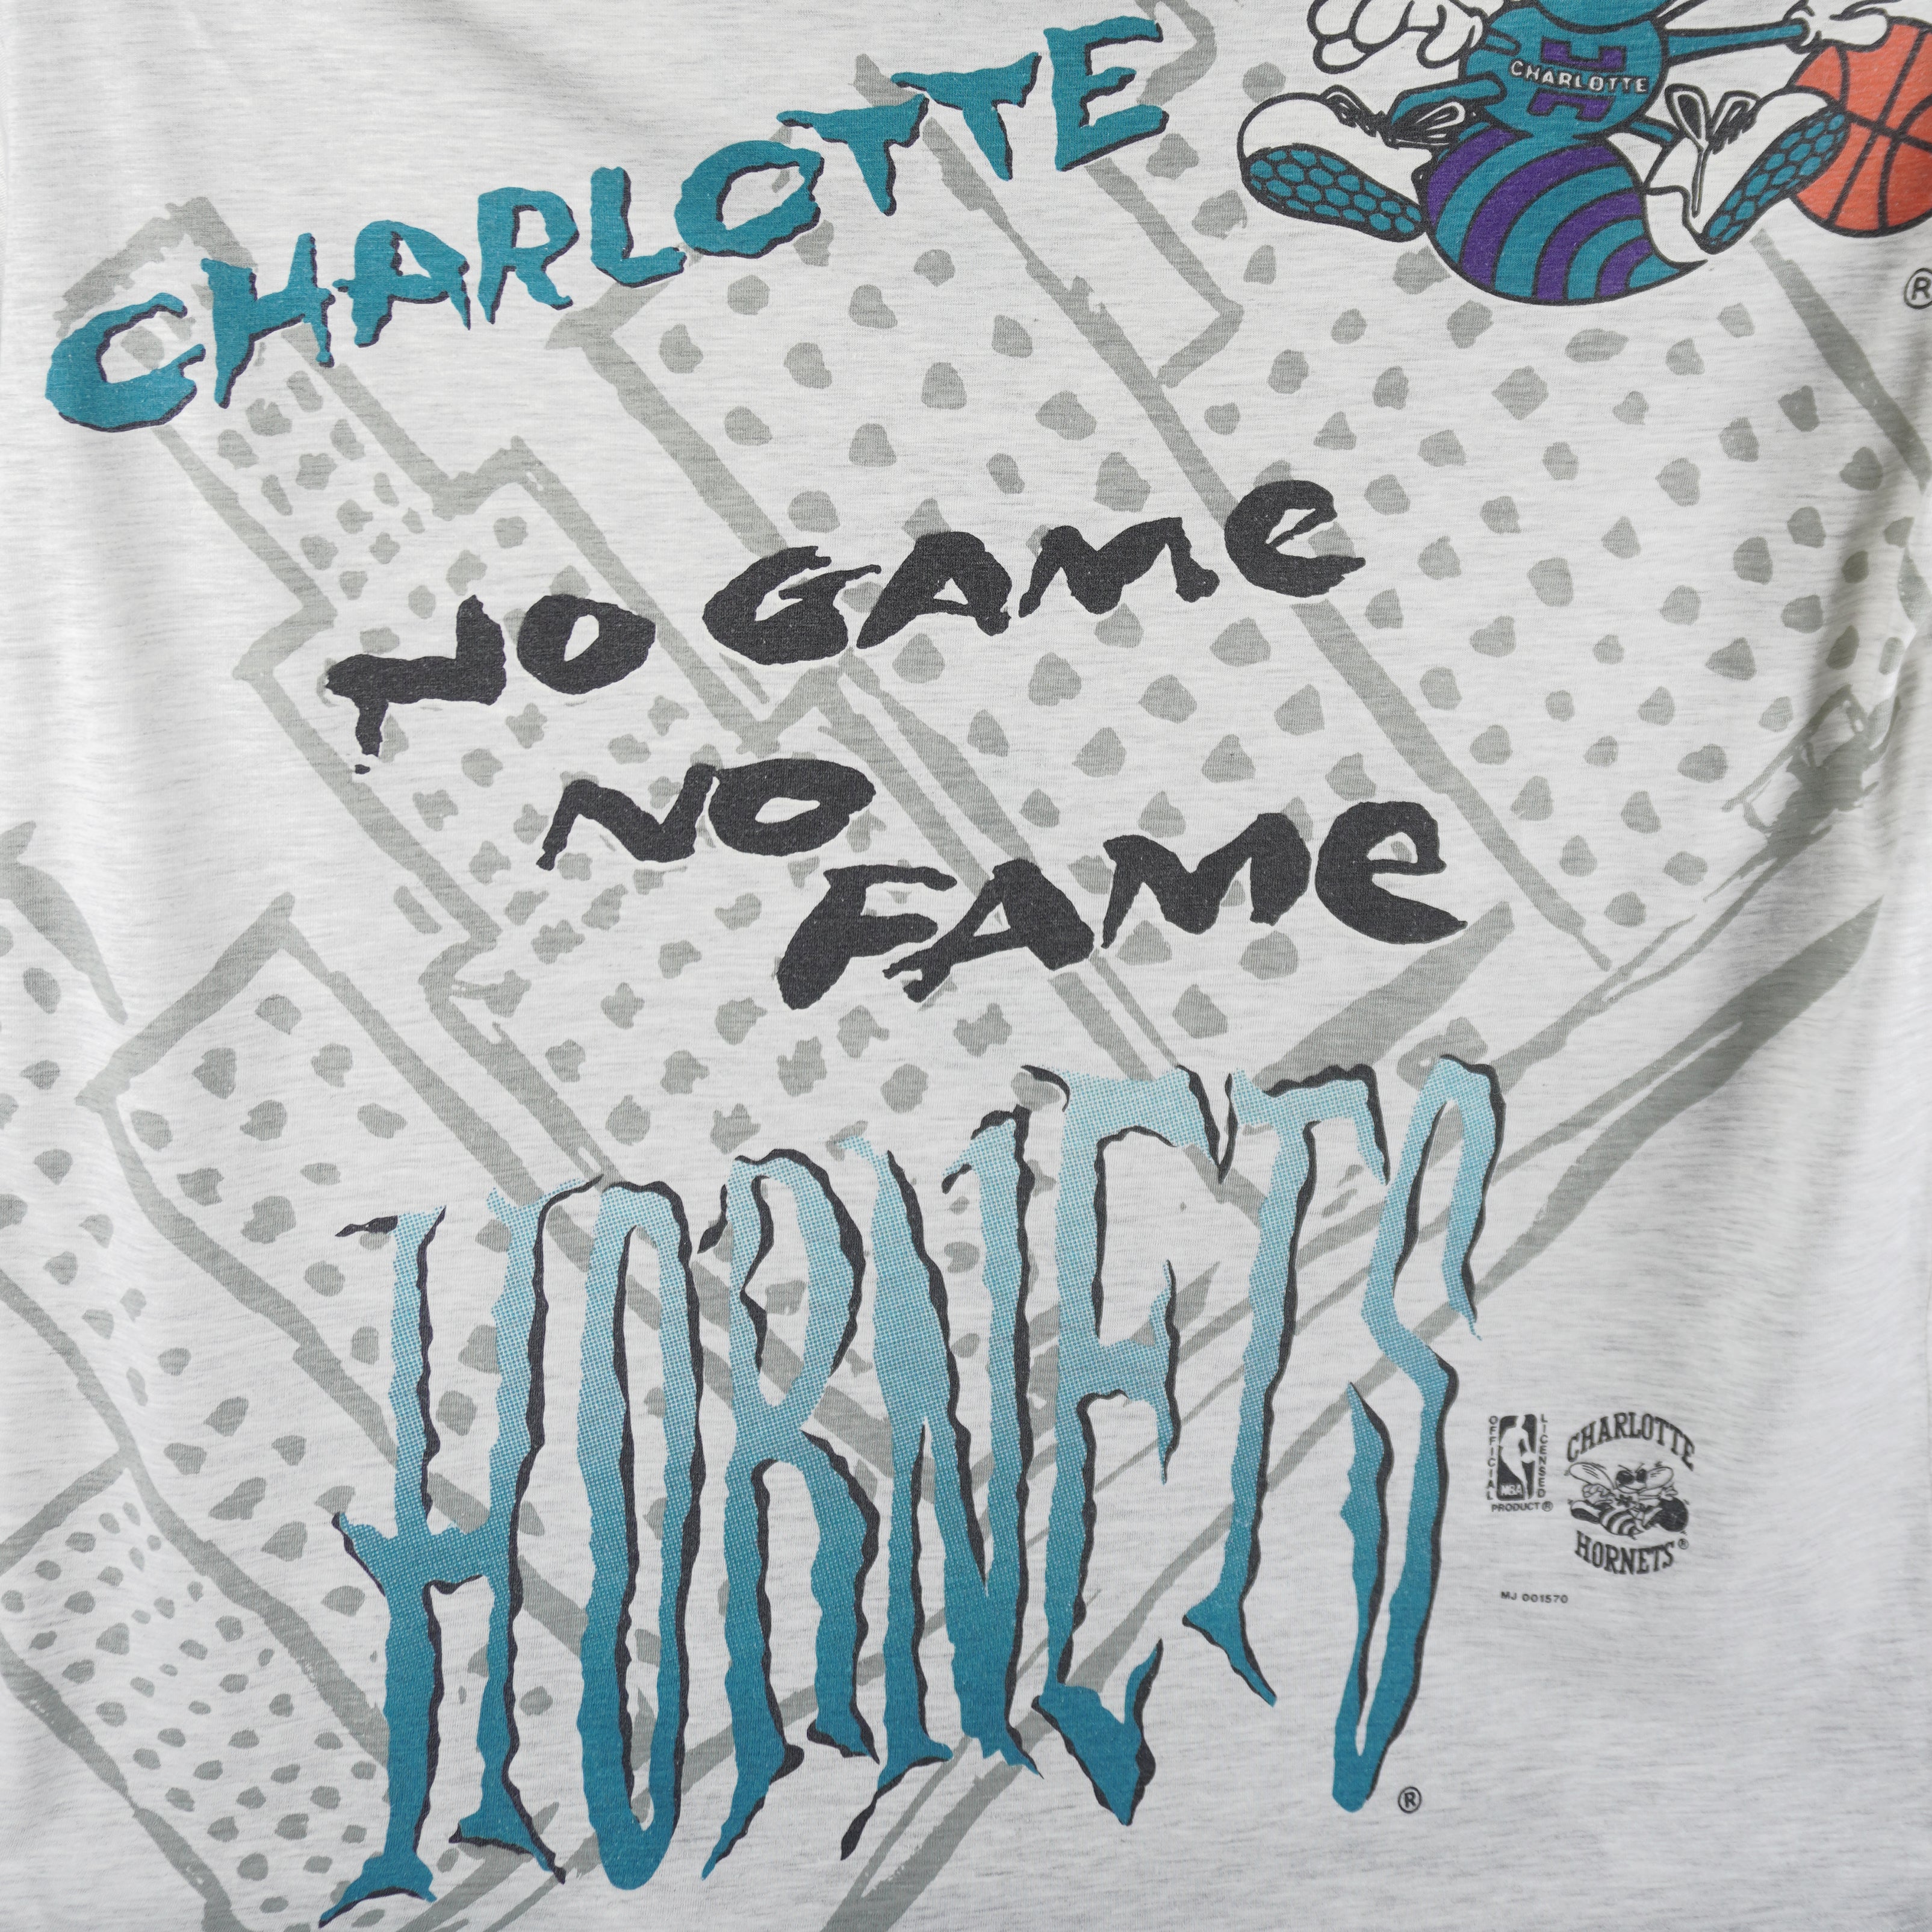 CHARLOTTE
CHARLOTTE
®
NO GAME
NO
FAME
HORNETS
®
OFFICIAL
NBA
LICENSED
PRODUCT®
CHARLOTTE
HORNETS®
MJ 001570